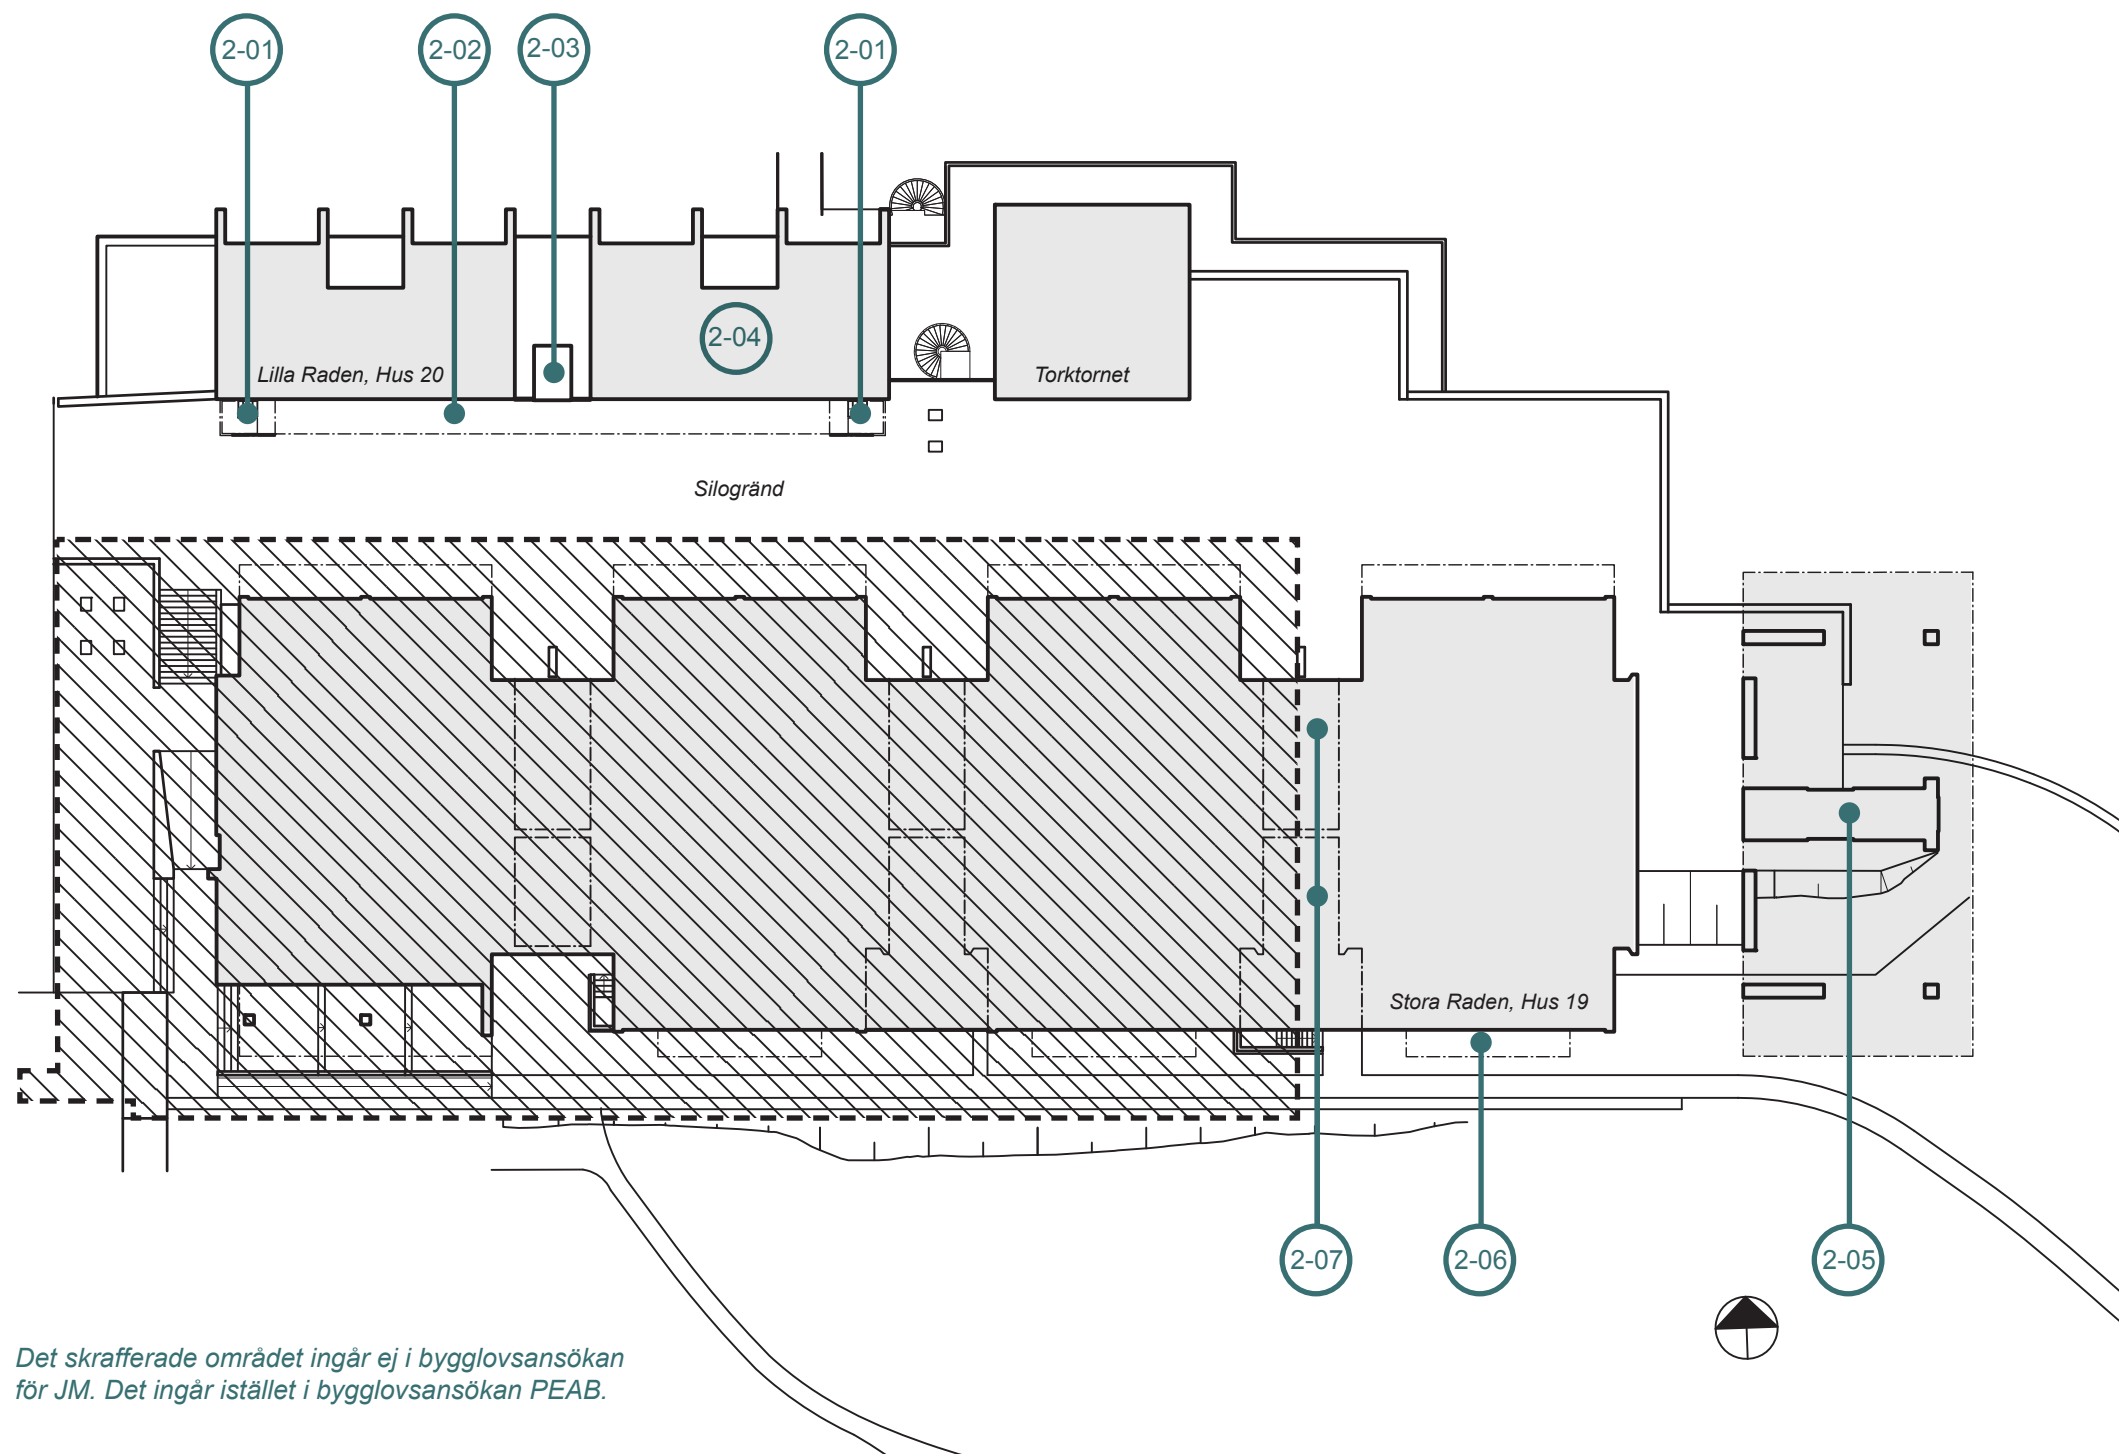 2-01
2-02
2-03
2-01
2-04
Lilla Raden, Hus 20
Torktornet
Silogränd
Stora Raden, Hus 19
2-07
2-06
2-05
Det skrafferade området ingår ej i bygglovsansökan
för JM. Det ingår istället i bygglovsansökan PEAB.